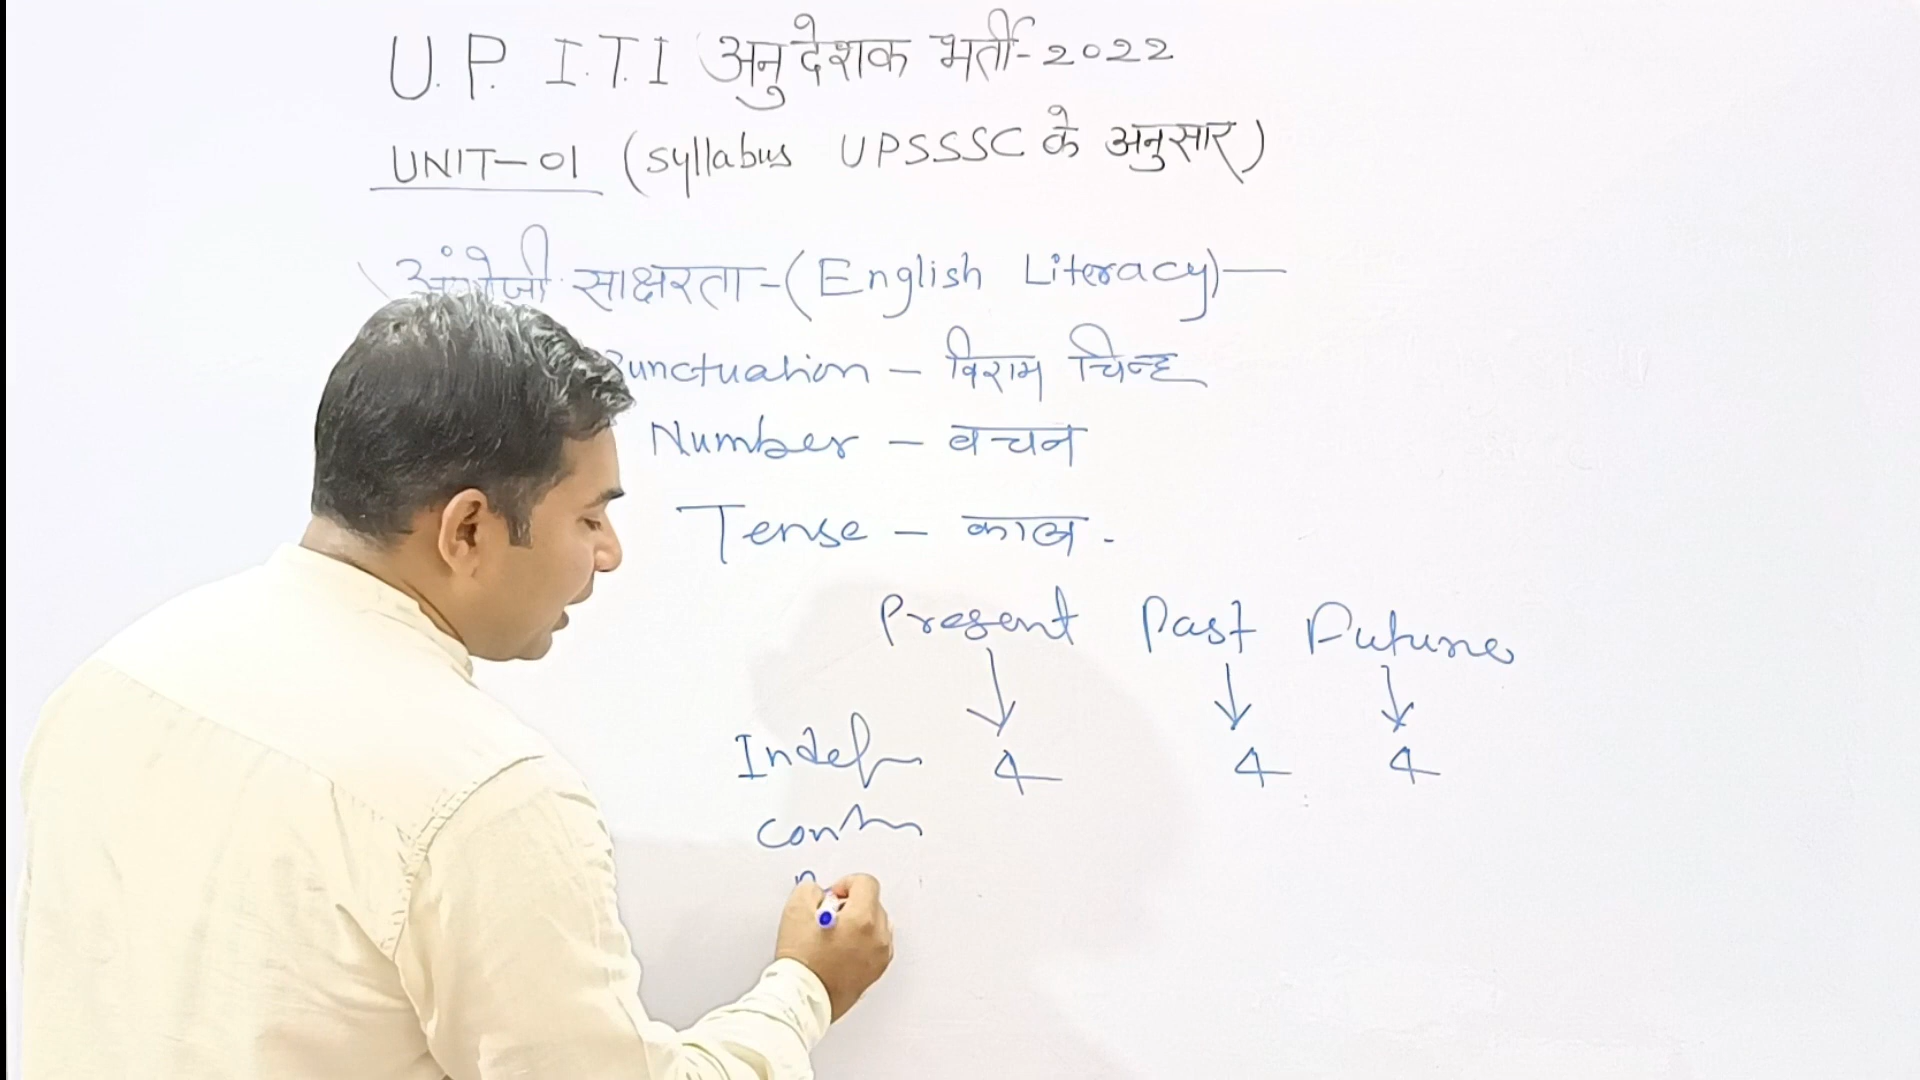 U.P. I.T.I अनुदेशक भर्ती-2022
UNIT-01 (syllabus UPSSSC के अनुसार)
अंग्रेजी साक्षरता-(English Literacy)—
Punctuation – विराम चिन्ह
Number – वचन
Tense – काल -
Present Past Future
Indef 4 4 4